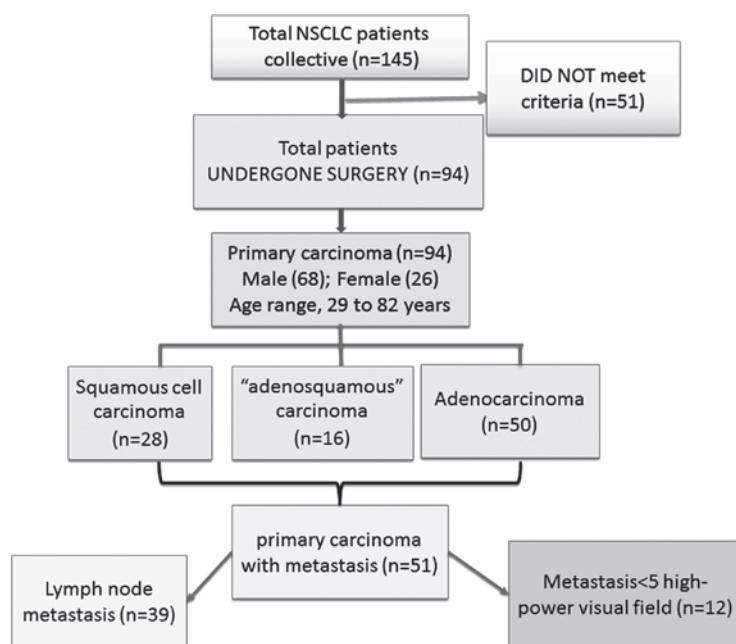 Total NSCLC patients
collective (n=145)
DID NOT meet
criteria (n=51)
Total patients
UNDERGONE SURGERY (n=94)
Primary carcinoma (n=94)
Male (68); Female (26)
Age range, 29 to 82 years
Squamous cell
carcinoma
(n=28)
“adenosquamous”
carcinoma
(n=16)
Adenocarcinoma
(n=50)
primary carcinoma
with metastasis (n=51)
Lymph node
metastasis (n=39)
Metastasis<5 high-
power visual field (n=12)